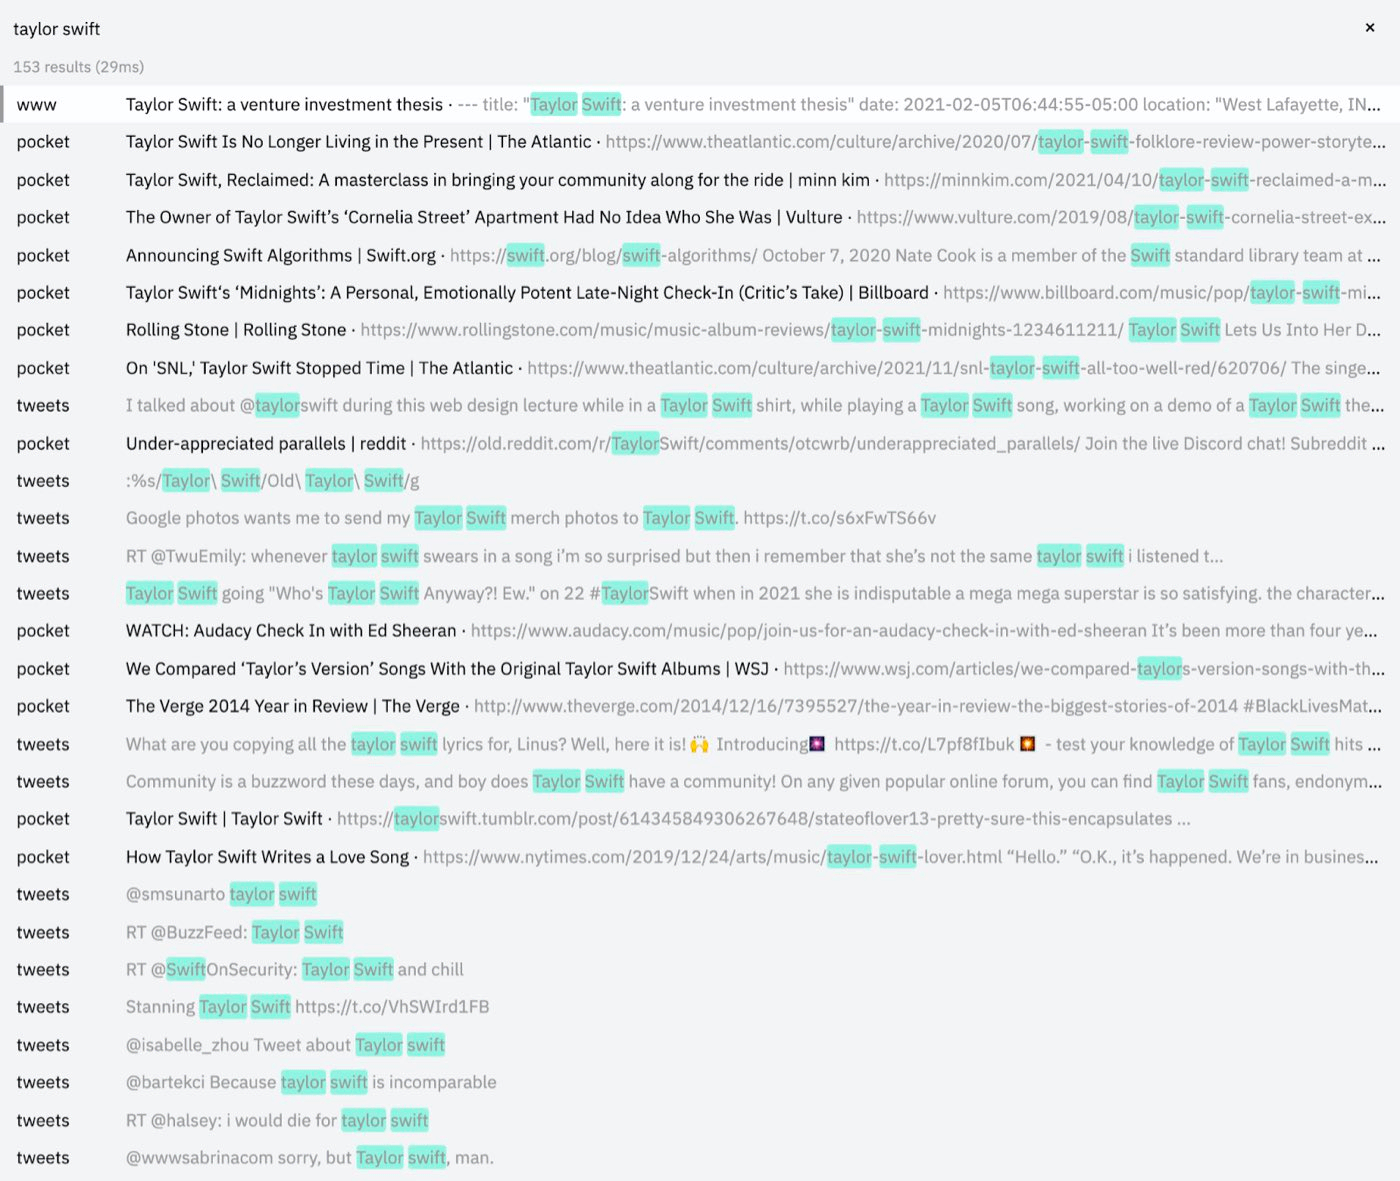 taylor swift ×
153 results (29ms)
www Taylor Swift: a venture investment thesis · --- title: "Taylor Swift: a venture investment thesis" date: 2021-02-05T06:44:55-05:00 location: "West Lafayette, IN...
pocket Taylor Swift Is No Longer Living in the Present | The Atlantic · https://www.theatlantic.com/culture/archive/2020/07/taylor-swift-folklore-review-power-storyte...
pocket Taylor Swift, Reclaimed: A masterclass in bringing your community along for the ride | minn kim · https://minnkim.com/2021/04/10/taylor-swift-reclaimed-a-m...
pocket The Owner of Taylor Swift’s ‘Cornelia Street’ Apartment Had No Idea Who She Was | Vulture · https://www.vulture.com/2019/08/taylor-swift-cornelia-street-ex...
pocket Announcing Swift Algorithms | Swift.org · https://swift.org/blog/swift-algorithms/ October 7, 2020 Nate Cook is a member of the Swift standard library team at ...
pocket Taylor Swift‘s ‘Midnights’: A Personal, Emotionally Potent Late-Night Check-In (Critic’s Take) | Billboard · https://www.billboard.com/music/pop/taylor-swift-mi...
pocket Rolling Stone | Rolling Stone · https://www.rollingstone.com/music/music-album-reviews/taylor-swift-midnights-1234611211/ Taylor Swift Lets Us Into Her D...
pocket On 'SNL,' Taylor Swift Stopped Time | The Atlantic · https://www.theatlantic.com/culture/archive/2021/11/snl-taylor-swift-all-too-well-red/620706/ The singe...
tweets I talked about @taylorswift during this web design lecture while in a Taylor Swift shirt, while playing a Taylor Swift song, working on a demo of a Taylor Swift the...
pocket Under-appreciated parallels | reddit · https://old.reddit.com/r/TaylorSwift/comments/otcwrb/underappreciated_parallels/ Join the live Discord chat! Subreddit ...
tweets :%s/Taylor\ Swift/Old\ Taylor\ Swift/g
tweets Google photos wants me to send my Taylor Swift merch photos to Taylor Swift. https://t.co/s6xFwTS66v
tweets RT @TwuEmily: whenever taylor swift swears in a song i’m so surprised but then i remember that she’s not the same taylor swift i listened t…
tweets Taylor Swift going "Who's Taylor Swift Anyway?! Ew." on 22 #TaylorSwift when in 2021 she is indisputable a mega mega superstar is so satisfying. the character...
pocket WATCH: Audacy Check In with Ed Sheeran · https://www.audacy.com/music/pop/join-us-for-an-audacy-check-in-with-ed-sheeran It’s been more than four ye...
pocket We Compared ‘Taylor’s Version’ Songs With the Original Taylor Swift Albums | WSJ · https://www.wsj.com/articles/we-compared-taylors-version-songs-with-th...
pocket The Verge 2014 Year in Review | The Verge · http://www.theverge.com/2014/12/16/7395527/the-year-in-review-the-biggest-stories-of-2014 #BlackLivesMat...
tweets What are you copying all the taylor swift lyrics for, Linus? Well, here it is! 🙌 Introducing🎆 https://t.co/L7pf8fIbuk 💥 - test your knowledge of Taylor Swift hits ...
tweets Community is a buzzword these days, and boy does Taylor Swift have a community! On any given popular online forum, you can find Taylor Swift fans, endonym...
pocket Taylor Swift | Taylor Swift · https://taylorswift.tumblr.com/post/614345849306267648/stateoflover13-pretty-sure-this-encapsulates ...
pocket How Taylor Swift Writes a Love Song · https://www.nytimes.com/2019/12/24/arts/music/taylor-swift-lover.html “Hello.” “O.K., it’s happened. We’re in busines...
tweets @smsunarto taylor swift
tweets RT @BuzzFeed: Taylor Swift
tweets RT @SwiftOnSecurity: Taylor Swift and chill
tweets Stanning Taylor Swift https://t.co/VhSWIrd1FB
tweets @isabelle_zhou Tweet about Taylor swift
tweets @bartekci Because taylor swift is incomparable
tweets RT @halsey: i would die for taylor swift
tweets @wwwsabrinacom sorry, but Taylor swift, man.